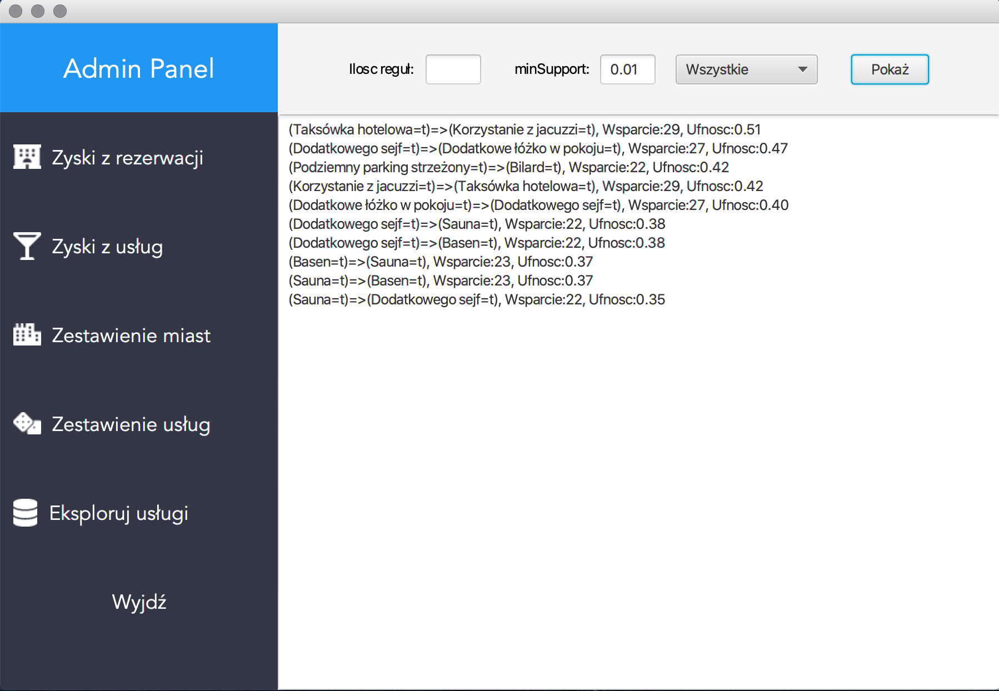 Admin Panel
Ilosc reguł:
minSupport: 0.01
Wszystkie
Pokaż
Zyski z rezerwacji
Zyski z usług
Zestawienie miast
Zestawienie usług
Eksploruj usługi
Wyjdź
(Taksówka hotelowa=t)=>(Korzystanie z jacuzzi=t), Wsparcie:29, Ufnosc:0.51
(Dodatkowego sejf=t)=>(Dodatkowe łóżko w pokoju=t), Wsparcie:27, Ufnosc:0.47
(Podziemny parking strzeżony=t)=>(Bilard=t), Wsparcie:22, Ufnosc:0.42
(Korzystanie z jacuzzi=t)=>(Taksówka hotelowa=t), Wsparcie:29, Ufnosc:0.42
(Dodatkowe łóżko w pokoju=t)=>(Dodatkowego sejf=t), Wsparcie:27, Ufnosc:0.40
(Dodatkowego sejf=t)=>(Sauna=t), Wsparcie:22, Ufnosc:0.38
(Dodatkowego sejf=t)=>(Basen=t), Wsparcie:22, Ufnosc:0.38
(Basen=t)=>(Sauna=t), Wsparcie:23, Ufnosc:0.37
(Sauna=t)=>(Basen=t), Wsparcie:23, Ufnosc:0.37
(Sauna=t)=>(Dodatkowego sejf=t), Wsparcie:22, Ufnosc:0.35